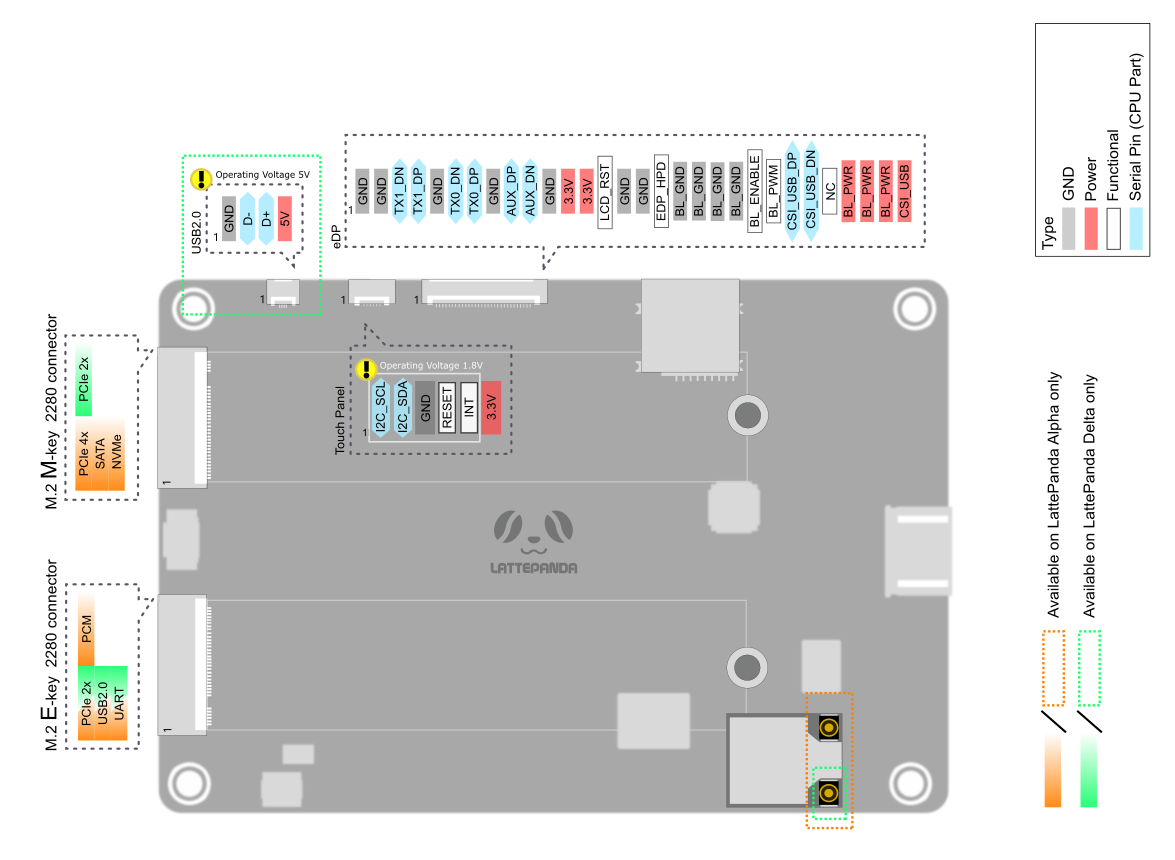 Operating Voltage 5V
USB2.0
1
GND
D-
D+
5V
eDP
1
GND
GND
TX1_DN
TX1_DP
GND
TX0_DN
TX0_DP
GND
AUX_DP
AUX_DN
GND
3.3V
3.3V
LCD_RST
GND
GND
EDP_HPD
BL_GND
BL_GND
BL_GND
BL_GND
BL_ENABLE
BL_PWM
CSI_USB_DP
CSI_USB_DN
NC
BL_PWR
BL_PWR
BL_PWR
CSI_USB
Type
GND
Power
Functional
Serial Pin (CPU Part)
1
1
1
M.2 M-key 2280 connector
PCIe 2x
PCIe 4x
SATA
NVMe
1
Touch Panel
Operating Voltage 1.8V
1
I2C_SCL
I2C_SDA
GND
RESET
INT
3.3V
LATTEPANDA
M.2 E-key 2280 connector
PCM
PCIe 2x
USB2.0
UART
1
Available on LattePanda Alpha only
Available on LattePanda Delta only